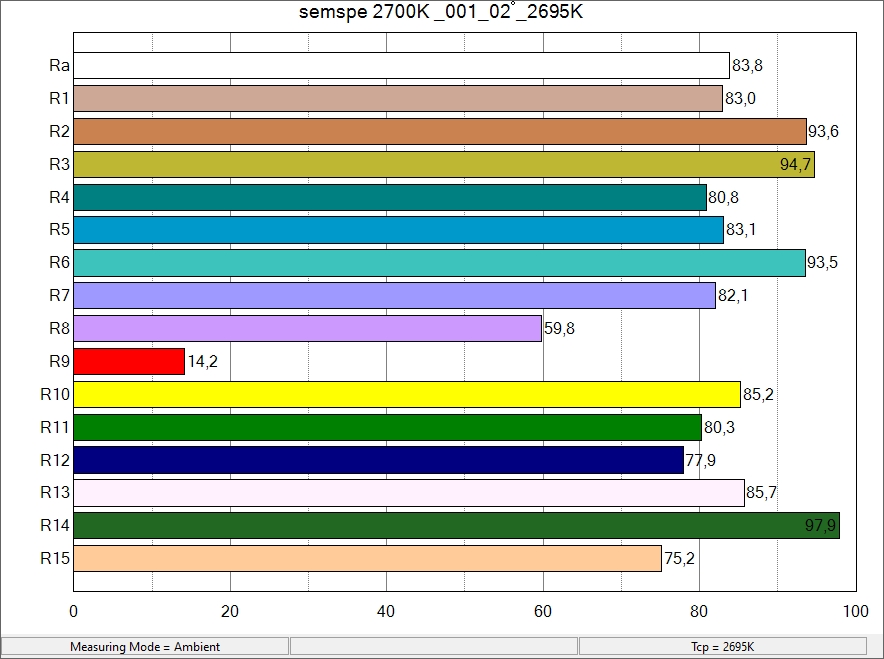 semspe 2700K _001_02°_2695K
Ra 83,8
R1 83,0
R2 93,6
R3 94,7
R4 80,8
R5 83,1
R6 93,5
R7 82,1
R8 59,8
R9 14,2
R10 85,2
R11 80,3
R12 77,9
R13 85,7
R14 97,9
R15 75,2
0 20 40 60 80 100
Measuring Mode = Ambient Tcp = 2695K